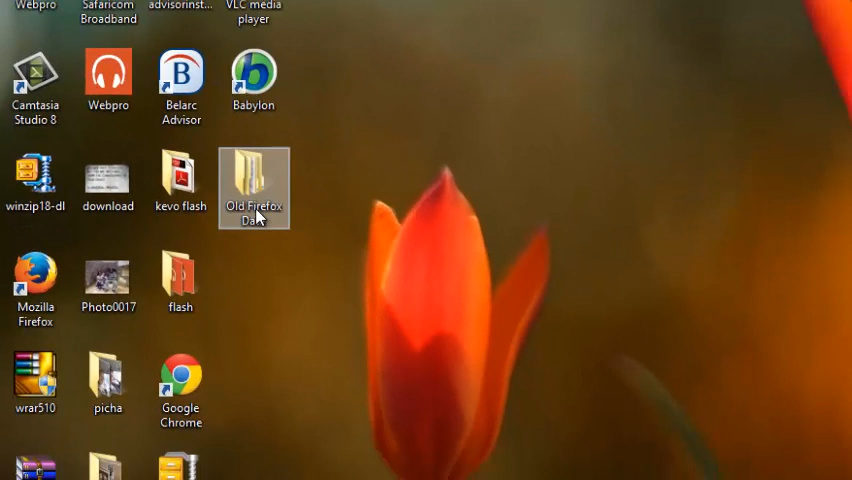 Webpro
Safaricom
Broadband
advisorinst...
VLC media
player
Camtasia
Studio 8
Webpro
Belarc
Advisor
Babylon
winzip18-dl
download
kevo flash
Old Firefox
Mozilla
Firefox
Photo0017
flash
wrar510
picha
Google
Chrome